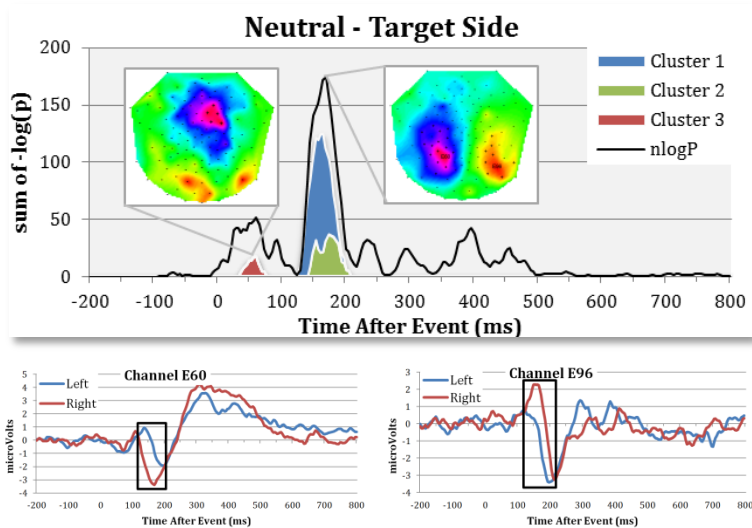 Neutral - Target Side
200
150
100
50
0
sum of -log(p)
Cluster 1
Cluster 2
Cluster 3
nlogP
-200 -100 0 100 200 300 400 500 600 700 800
Time After Event (ms)
Channel E60
Left
Right
5
4
3
2
1
0
-1
-2
-3
-4
microVolts
-200 -100 0 100 200 300 400 500 600 700 800
Time After Event (ms)
Channel E96
Left
Right
3
2
1
0
-1
-2
-3
-4
microVolts
-200 -100 0 100 200 300 400 500 600 700 800
Time After Event (ms)